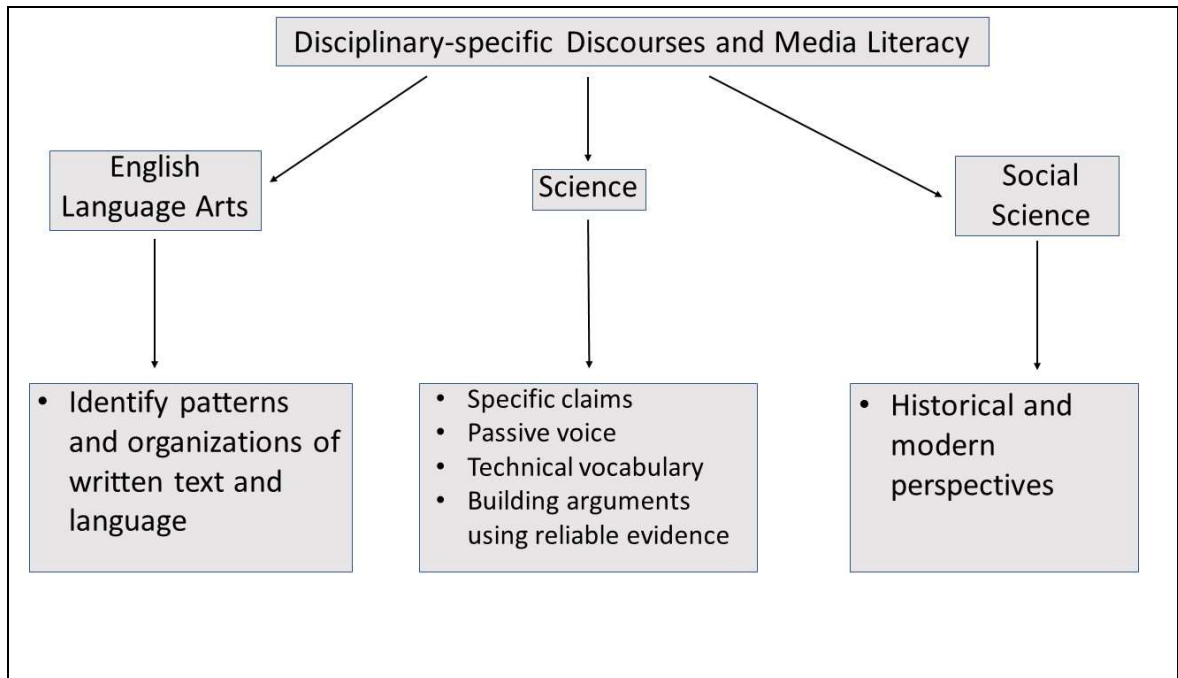 Disciplinary-specific Discourses and Media Literacy
English
Language Arts
Science
Social
Science
• Identify patterns
and organizations of
written text and
language
• Specific claims
• Passive voice
• Technical vocabulary
• Building arguments
using reliable evidence
• Historical and
modern
perspectives